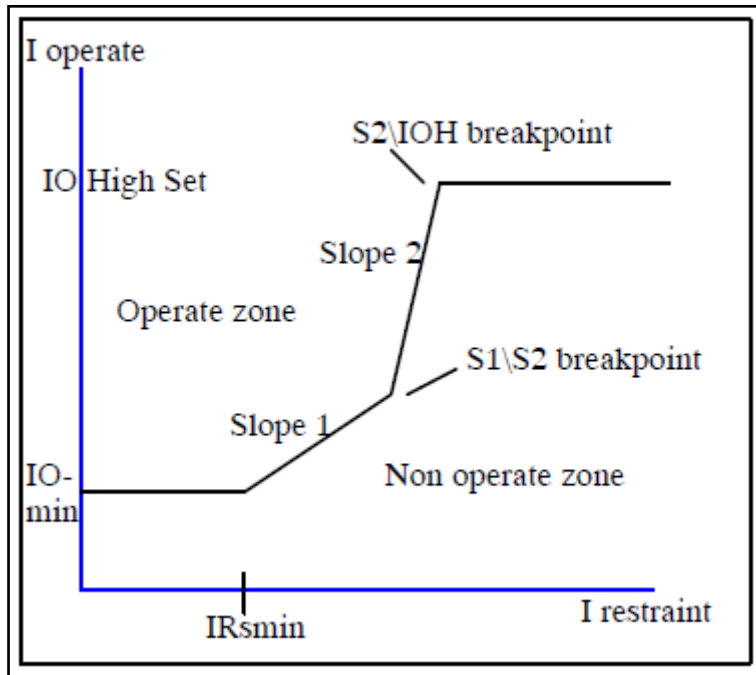 I operate
S2\IOH breakpoint
IO High Set
Slope 2
Operate zone
S1\S2 breakpoint
Slope 1
IO-
min
Non operate zone
IRsmin
I restraint